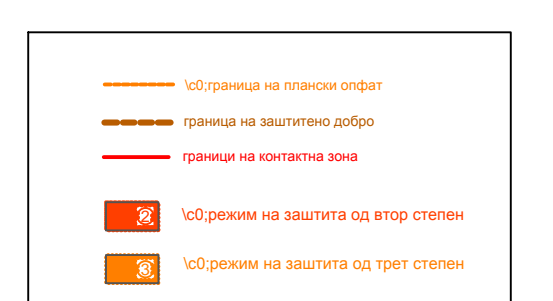 \c0;граница на плански опфат
граница на заштитено добро
граници на контактна зона
2 \c0;режим на заштита од втор степен
3 \c0;режим на заштита од трет степен